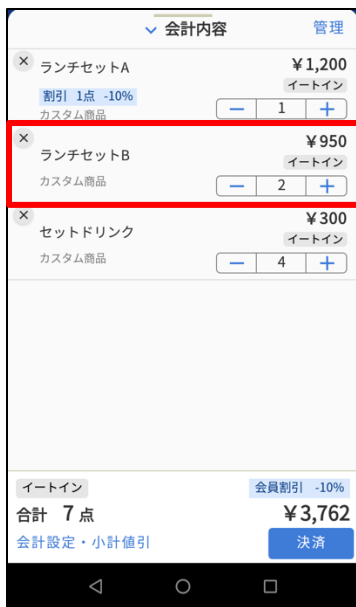 会計内容 管理
ランチセットA ¥1,200
イートイン
割引 1点 -10%
カスタム商品 1
ランチセットB ¥950
イートイン
カスタム商品 2
セットドリンク ¥300
イートイン
カスタム商品 4
イートイン 会員割引 -10%
合計 7点 ¥3,762
会計設定・小計値引 決済